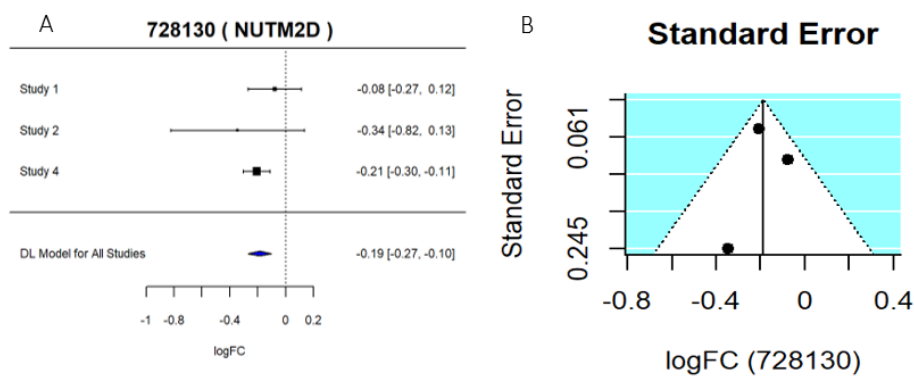 A
728130 ( NUTM2D )
Study 1 -0.08 [-0.27, 0.12]
Study 2 -0.34 [-0.82, 0.13]
Study 4 -0.21 [-0.30, -0.11]
DL Model for All Studies -0.19 [-0.27, -0.10]
-1 -0.8 -0.4 0 0.2
logFC
B
Standard Error
Standard Error
0.061
0.245
-0.8 -0.4 0 0.4
logFC (728130)